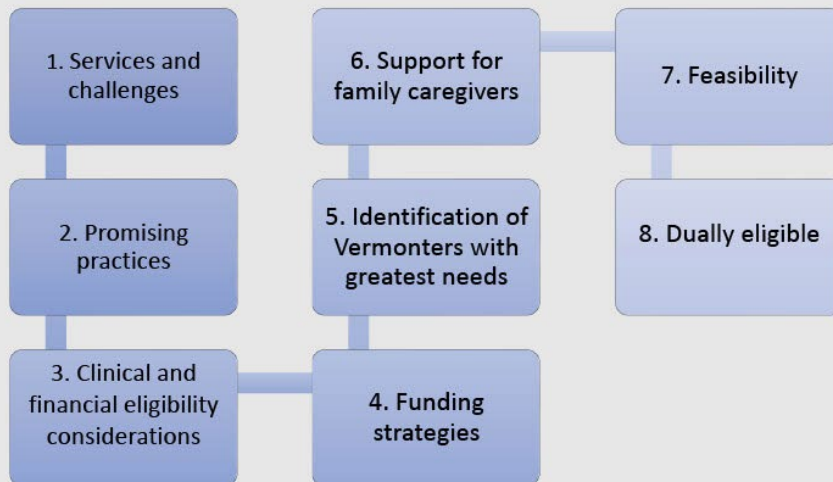 1. Services and
challenges
2. Promising
practices
3. Clinical and
financial eligibility
considerations
4. Funding
strategies
5. Identification of
Vermonters with
greatest needs
6. Support for
family caregivers
7. Feasibility
8. Dually eligible